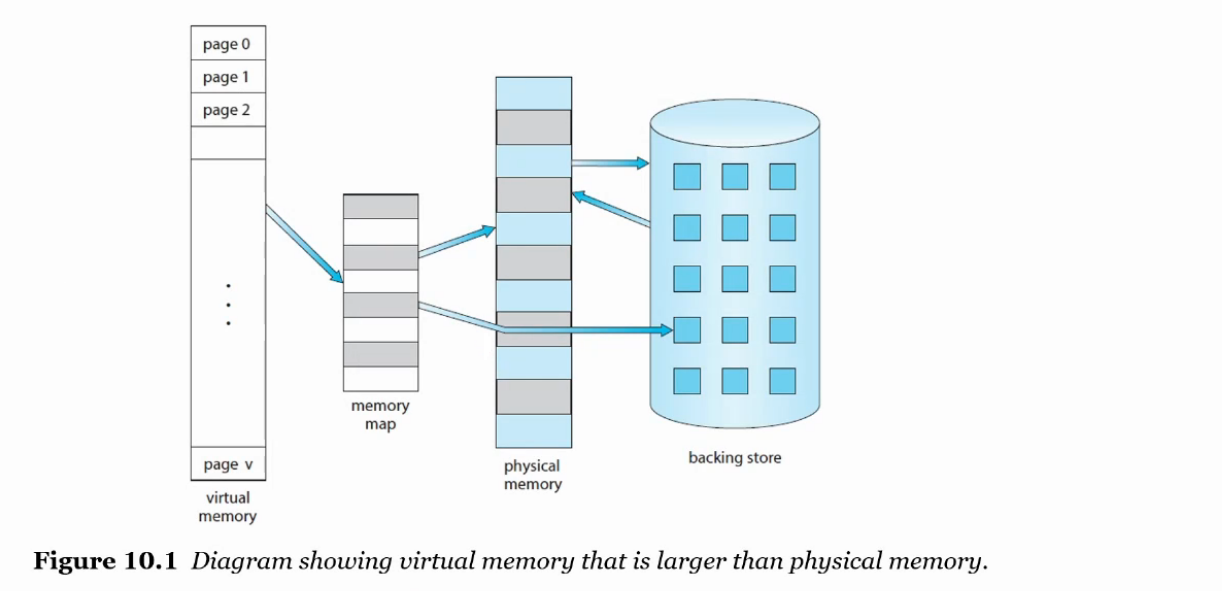 page 0
page 1
page 2
page v
virtual
memory
memory
map
physical
memory
backing store
Figure 10.1 Diagram showing virtual memory that is larger than physical memory.